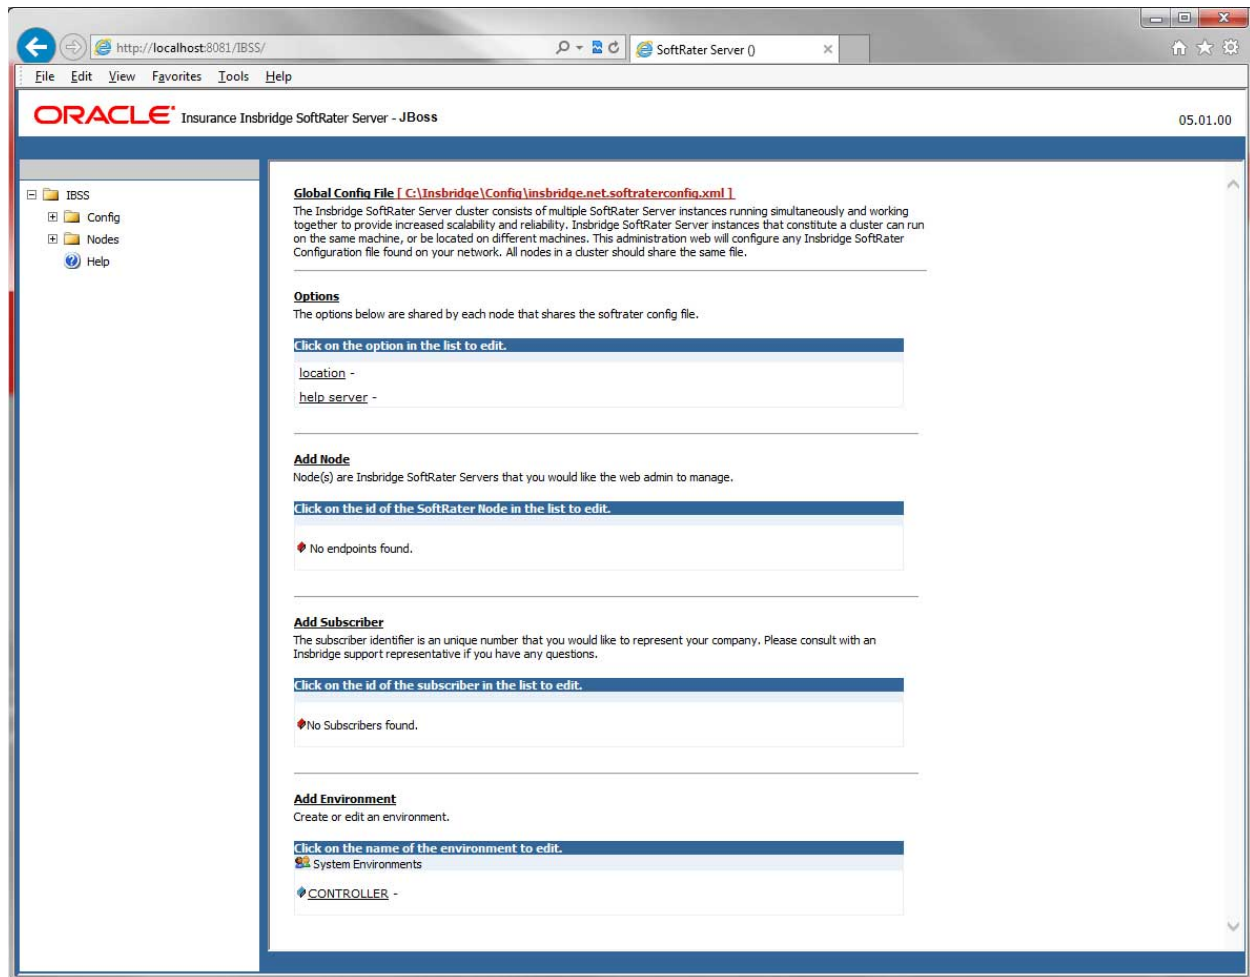 http://localhost:8081/IBSS/
SoftRater Server ()
File Edit View Favorites Tools Help
ORACLE Insurance Insbridge SoftRater Server - JBoss
05.01.00
IBSS
Config
Nodes
Help
Global Config File [ C:\Insbridge\Config\insbridge.net.softraterconfig.xml ]
The Insbridge SoftRater Server cluster consists of multiple SoftRater Server instances running simultaneously and working
together to provide increased scalability and reliability. Insbridge SoftRater Server instances that constitute a cluster can run
on the same machine, or be located on different machines. This administration web will configure any Insbridge SoftRater
Configuration file found on your network. All nodes in a cluster should share the same file.
Options
The options below are shared by each node that shares the softrater config file.
Click on the option in the list to edit.
location -
help server -
Add Node
Node(s) are Insbridge SoftRater Servers that you would like the web admin to manage.
Click on the id of the SoftRater Node in the list to edit.
No endpoints found.
Add Subscriber
The subscriber identifier is an unique number that you would like to represent your company. Please consult with an
Insbridge support representative if you have any questions.
Click on the id of the subscriber in the list to edit.
No Subscribers found.
Add Environment
Create or edit an environment.
Click on the name of the environment to edit.
System Environments
CONTROLLER -